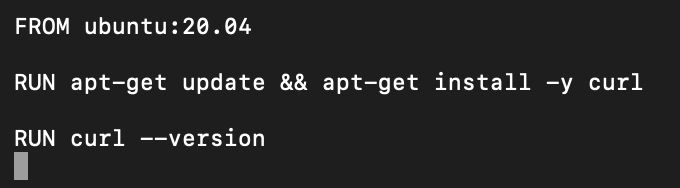 FROM ubuntu:20.04
RUN apt-get update && apt-get install -y curl
RUN curl --version